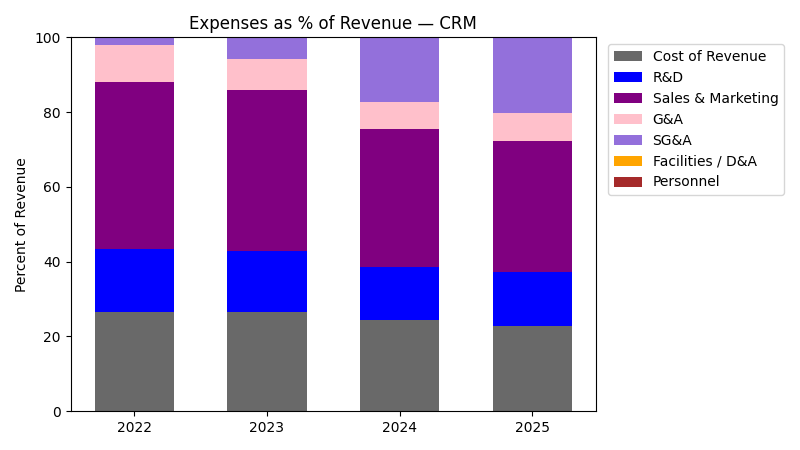 Expenses as % of Revenue — CRM
Percent of Revenue
100
80
60
40
20
0
2022
2023
2024
2025
Cost of Revenue
R&D
Sales & Marketing
G&A
SG&A
Facilities / D&A
Personnel